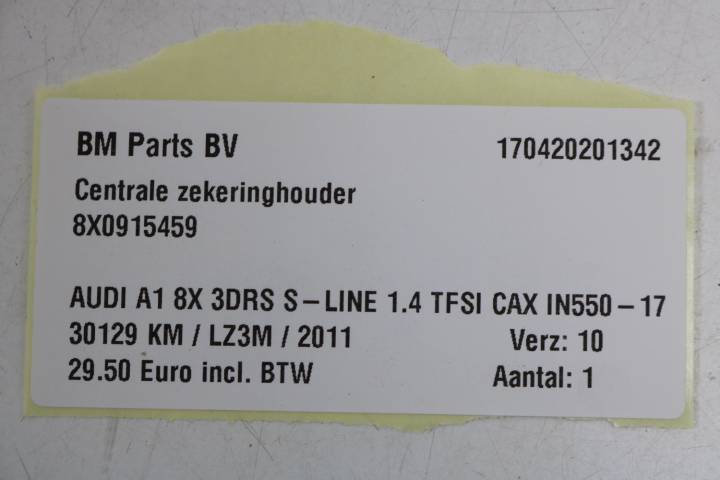 BM Parts BV 170420201342
Centrale zekeringhouder
8X0915459
AUDI A1 8X 3DRS S-LINE 1.4 TFSI CAX IN550-17
30129 KM / LZ3M / 2011 Verz: 10
29.50 Euro incl. BTW Aantal: 1